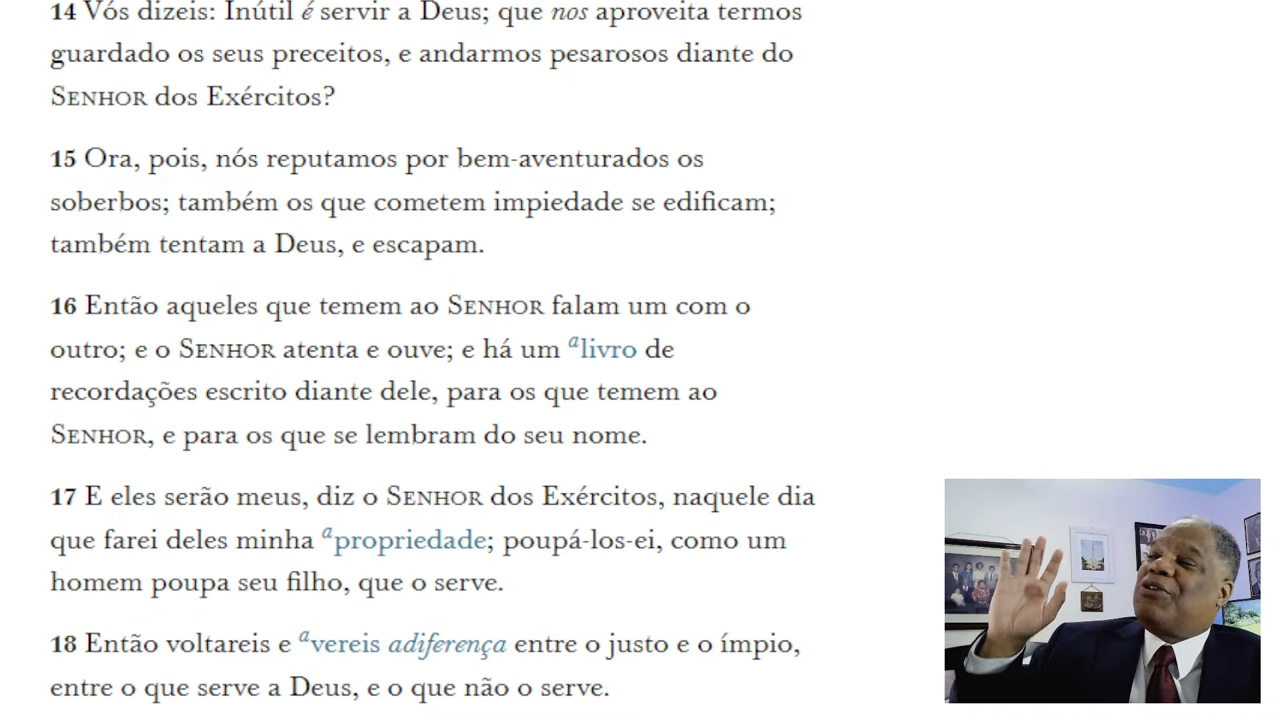 14 Vós dizeis: Inútil é servir a Deus; que nos aproveita termos
guardado os seus preceitos, e andarmos pesarosos diante do
SENHOR dos Exércitos?
15 Ora, pois, nós reputamos por bem-aventurados os
soberbos; também os que cometem impiedade se edificam;
também tentam a Deus, e escapam.
16 Então aqueles que temem ao SENHOR falam um com o
outro; e o SENHOR atenta e ouve; e há um a livro de
recordações escrito diante dele, para os que temem ao
SENHOR, e para os que se lembram do seu nome.
17 E eles serão meus, diz o SENHOR dos Exércitos, naquele dia
que farei deles minha a propriedade; poupá-los-ei, como um
homem poupa seu filho, que o serve.
18 Então voltareis e a vereis adiferença entre o justo e o ímpio,
entre o que serve a Deus, e o que não o serve.